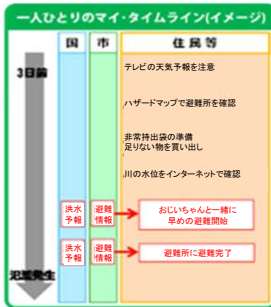 一人ひとりのマイ・タイムライン(イメージ)
国 市 住民等
3日前
テレビの天気予報を注意
ハザードマップで避難所を確認
非常持出袋の準備
足りない物を買い出し
川の水位をインターネットで確認
洪水
予報
避難
情報
おじいちゃんと一緒に
早めの避難開始
洪水
予報
避難
情報
避難所に避難完了
氾濫発生